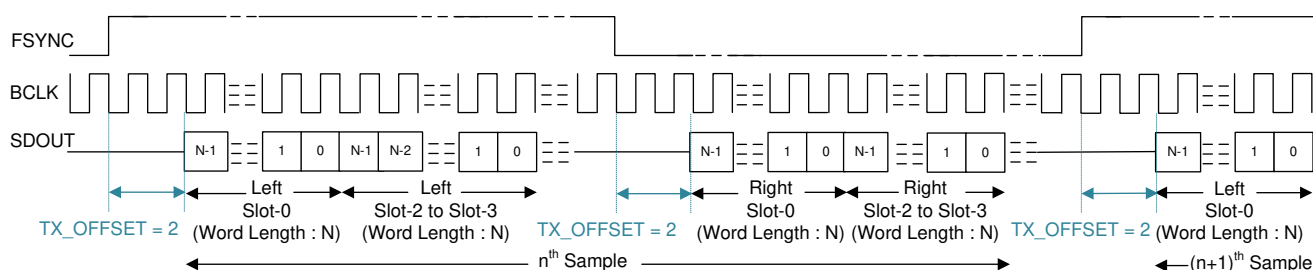 FSYNC
BCLK
SDOUT
N-1 1 0 N-1 N-2 1 0 N-1 1 0 N-1 1 0 N-1 1 0
Left Left Right Right Left
TX_OFFSET = 2 Slot-0 Slot-2 to Slot-3 TX_OFFSET = 2 Slot-0 Slot-2 to Slot-3 TX_OFFSET = 2 Slot-0
(Word Length : N) (Word Length : N) (Word Length : N) (Word Length : N) (Word Length : N)
nth Sample (n+1)th Sample